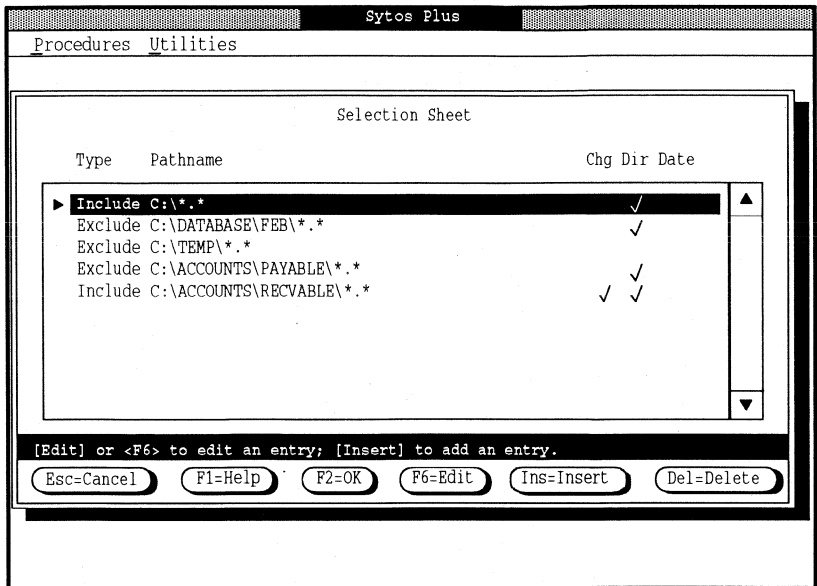 Sytos Plus
Procedures Utilities
Selection Sheet
Type Pathname Chg Dir Date
Include C:\*.* √
Exclude C:\DATABASE\FEB\*.* √
Exclude C:\TEMP\*.*
Exclude C:\ACCOUNTS\PAYABLE\*.* √
Include C:\ACCOUNTS\RECVABLE\*.* √ √
[Edit] or <F6> to edit an entry; [Insert] to add an entry.
Esc=Cancel F1=Help F2=OK F6=Edit Ins=Insert Del=Delete